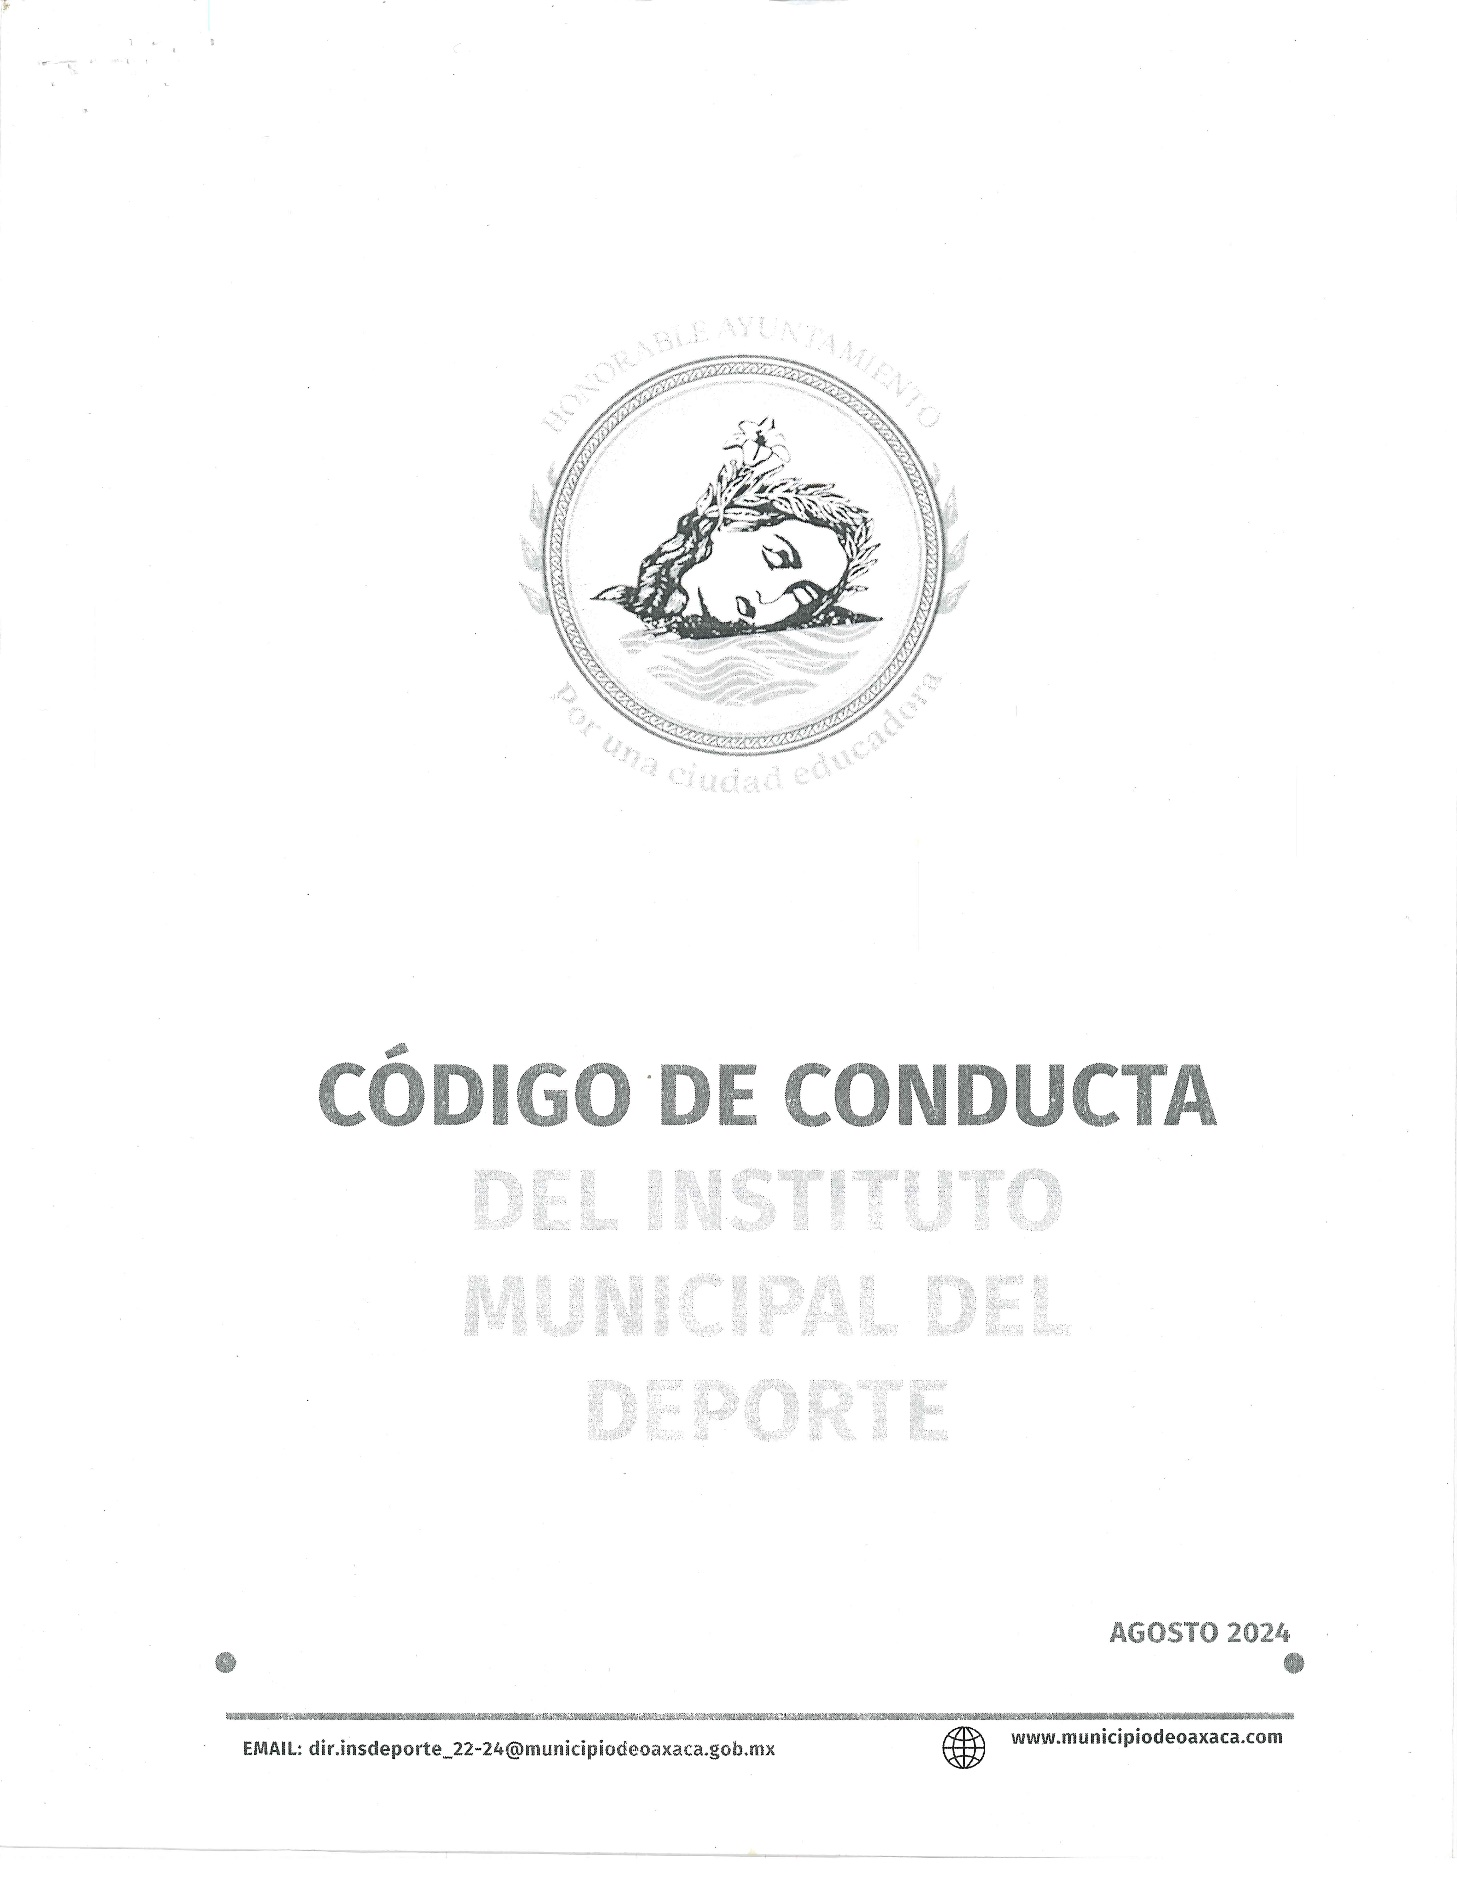 HONORABLE AYUNTAMIENTO
Por una ciudad educadora
CÓDIGO DE CONDUCTA
DEL INSTITUTO
MUNICIPAL DEL
DEPORTE
AGOSTO 2024
EMAIL: dir.insdeporte_22-24@municipiodeoaxaca.gob.mx
www.municipiodeoaxaca.com